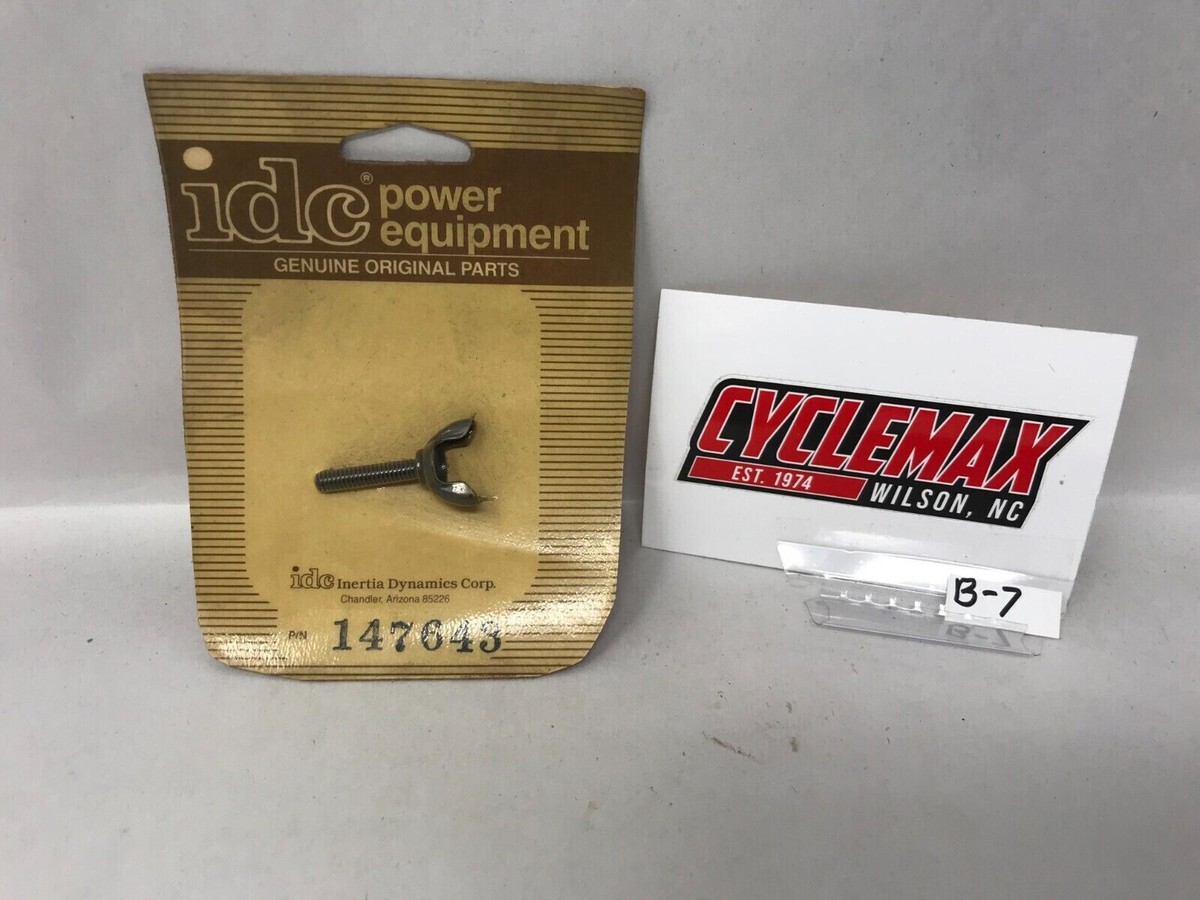 idc® power
equipment
GENUINE ORIGINAL PARTS
idc Inertia Dynamics Corp.
Chandler, Arizona 85226
P/N 147643
CYCLEMAX
EST. 1974
WILSON, NC
B-7